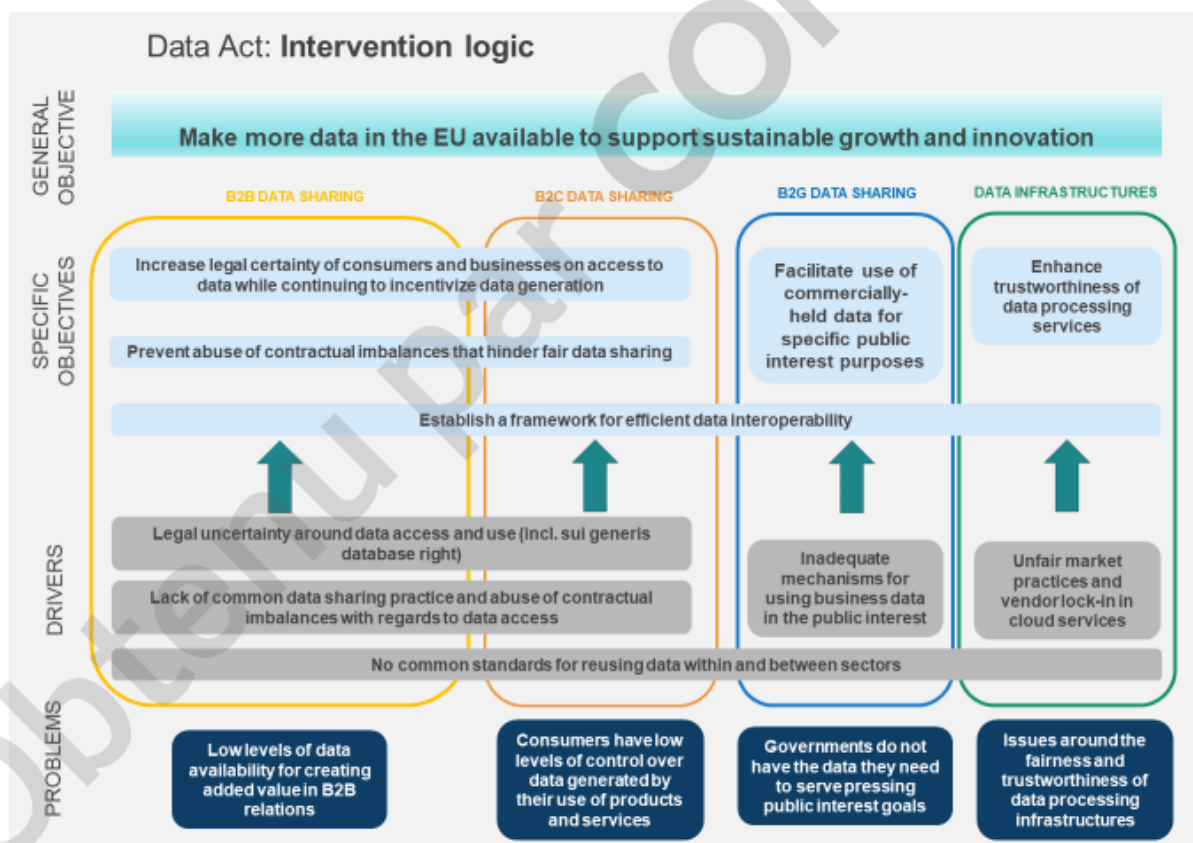 Data Act: Intervention logic
GENERAL
OBJECTIVE
Make more data in the EU available to support sustainable growth and innovation
B2B DATA SHARING
B2C DATA SHARING
B2G DATA SHARING
DATA INFRASTRUCTURES
SPECIFIC
OBJECTIVES
Increase legal certainty of consumers and businesses on access to
data while continuing to incentivize data generation
Prevent abuse of contractual imbalances that hinder fair data sharing
Facilitate use of
commercially-
held data for
specific public
interest purposes
Enhance
trustworthiness of
data processing
services
Establish a framework for efficient data interoperability
DRIVERS
Legal uncertainty around data access and use (incl. sui generis
database right)
Lack of common data sharing practice and abuse of contractual
imbalances with regards to data access
Inadequate
mechanisms for
using business data
in the public interest
Unfair market
practices and
vendor lock-in in
cloud services
No common standards for reusing data within and between sectors
PROBLEMS
Low levels of data
availability for creating
added value in B2B
relations
Consumers have low
levels of control over
data generated by
their use of products
and services
Governments do not
have the data they need
to serve pressing
public interest goals
Issues around the
fairness and
trustworthiness of
data processing
infrastructures
obtenu par